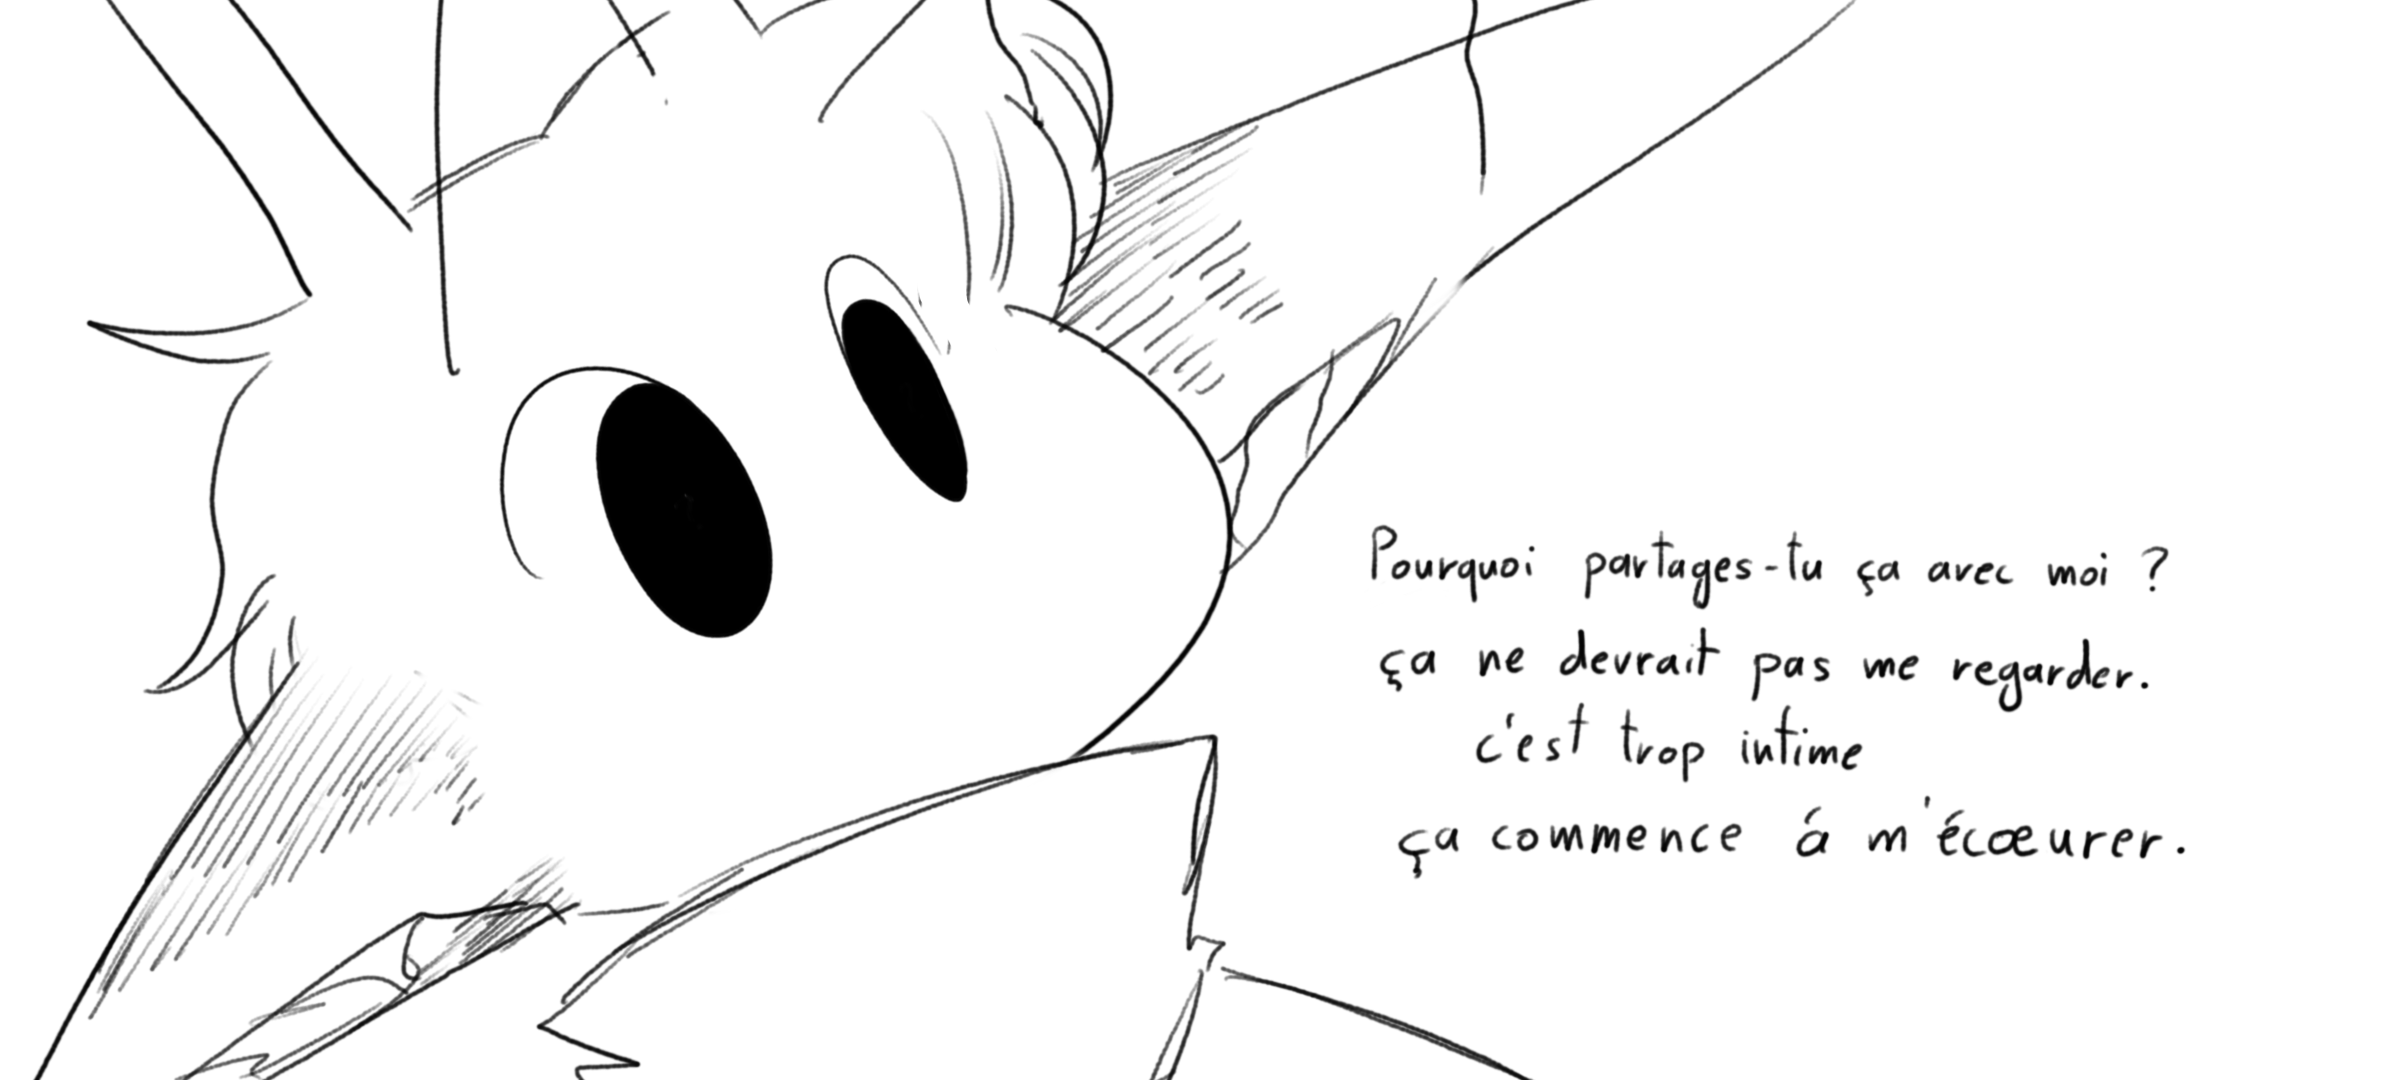 Pourquoi partages-tu ça avec moi ?
ça ne devrait pas me regarder.
c'est trop intime
ça commence á m'écœurer.